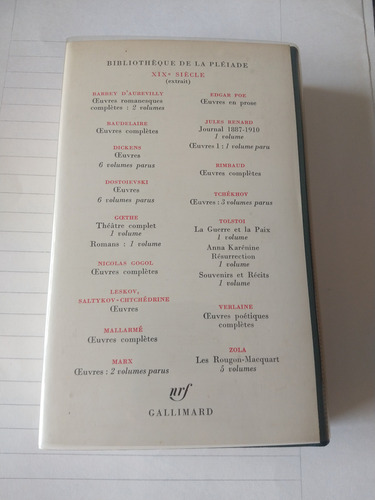 BIBLIOTHÈQUE DE LA PLÉIADE
XIXe SIÈCLE
(extrait)
BARBEY D'AUREVILLY
Œuvres romanesques
complètes : 2 volumes
BAUDELAIRE
Œuvres complètes
DICKENS
Œuvres
6 volumes parus
DOSTOIEVSKI
Œuvres
6 volumes parus
GŒTHE
Théâtre complet
1 volume
Romans : 1 volume
NICOLAS GOGOL
Œuvres complètes
LESKOV,
SALTYKOV-CHTCHÉDRINE
Œuvres
MALLARMÉ
Œuvres complètes
MARX
Œuvres : 2 volumes parus
EDGAR POE
Œuvres en prose
JULES RENARD
Journal 1887-1910
1 volume
Œuvres I : 1 volume paru
RIMBAUD
Œuvres complètes
TCHÉKHOV
Œuvres : 3 volumes parus
TOLSTOI
La Guerre et la Paix
1 volume
Anna Karénine
Résurrection
1 volume
Souvenirs et Récits
1 volume
VERLAINE
Œuvres poétiques
complètes
ZOLA
Les Rougon-Macquart
5 volumes
nrf
GALLIMARD